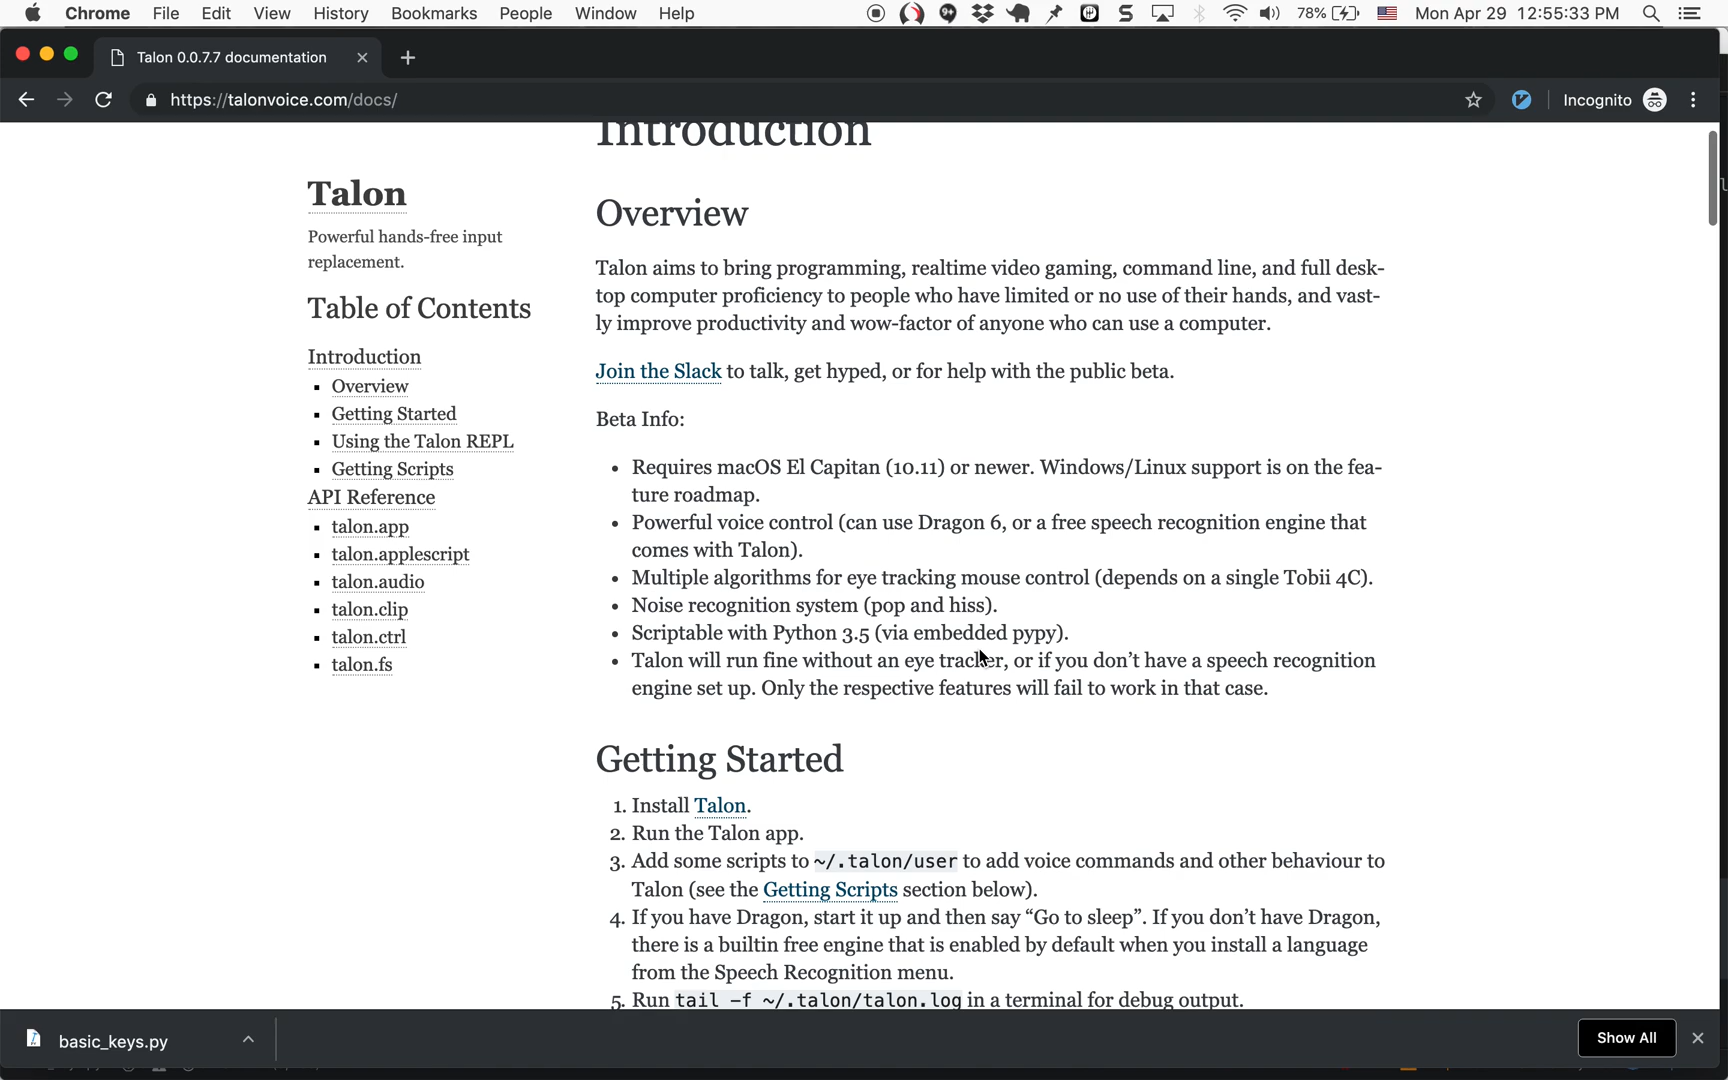 Chrome File Edit View History Bookmarks People Window Help 78% Mon Apr 29 12:55:33 PM
Talon 0.0.7.7 documentation
https://talonvoice.com/docs/ Incognito
Introduction
Talon
Powerful hands-free input
replacement.
Table of Contents
Introduction
Overview
Getting Started
Using the Talon REPL
Getting Scripts
API Reference
talon.app
talon.applescript
talon.audio
talon.clip
talon.ctrl
talon.fs
Overview
Talon aims to bring programming, realtime video gaming, command line, and full desk-
top computer proficiency to people who have limited or no use of their hands, and vast-
ly improve productivity and wow-factor of anyone who can use a computer.
Join the Slack to talk, get hyped, or for help with the public beta.
Beta Info:
• Requires macOS El Capitan (10.11) or newer. Windows/Linux support is on the fea-
ture roadmap.
• Powerful voice control (can use Dragon 6, or a free speech recognition engine that
comes with Talon).
• Multiple algorithms for eye tracking mouse control (depends on a single Tobii 4C).
• Noise recognition system (pop and hiss).
• Scriptable with Python 3.5 (via embedded pypy).
• Talon will run fine without an eye tracker, or if you don’t have a speech recognition
engine set up. Only the respective features will fail to work in that case.
Getting Started
1. Install Talon.
2. Run the Talon app.
3. Add some scripts to ~/.talon/user to add voice commands and other behaviour to
Talon (see the Getting Scripts section below).
4. If you have Dragon, start it up and then say “Go to sleep”. If you don’t have Dragon,
there is a builtin free engine that is enabled by default when you install a language
from the Speech Recognition menu.
5. Run tail -f ~/.talon/talon.log in a terminal for debug output.
basic_keys.py Show All